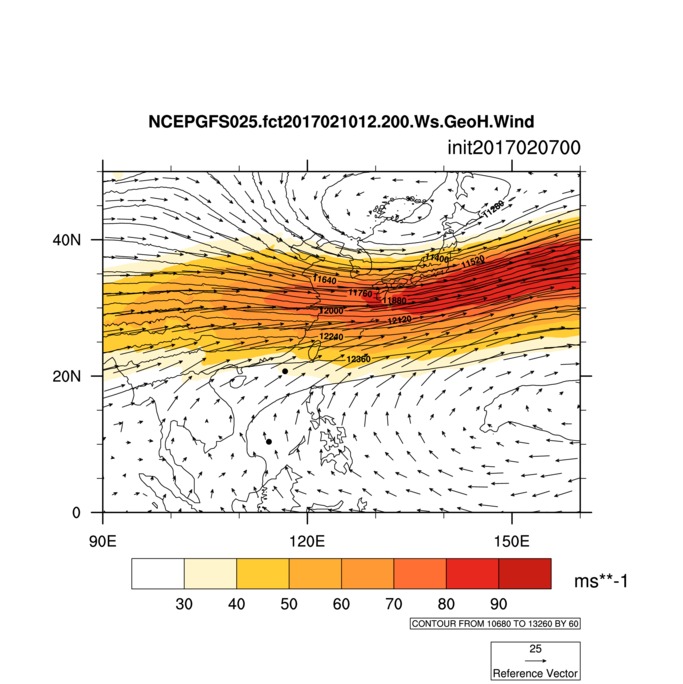 NCEPGFS025.fct2017021012.200.Ws.GeoH.Wind
init2017020700
11280
40N
11400
11520
11640
11760
11880
12000
12120
12240
12360
20N
0
90E 120E 150E
ms**-1
30 40 50 60 70 80 90
CONTOUR FROM 10680 TO 13260 BY 60
25
Reference Vector